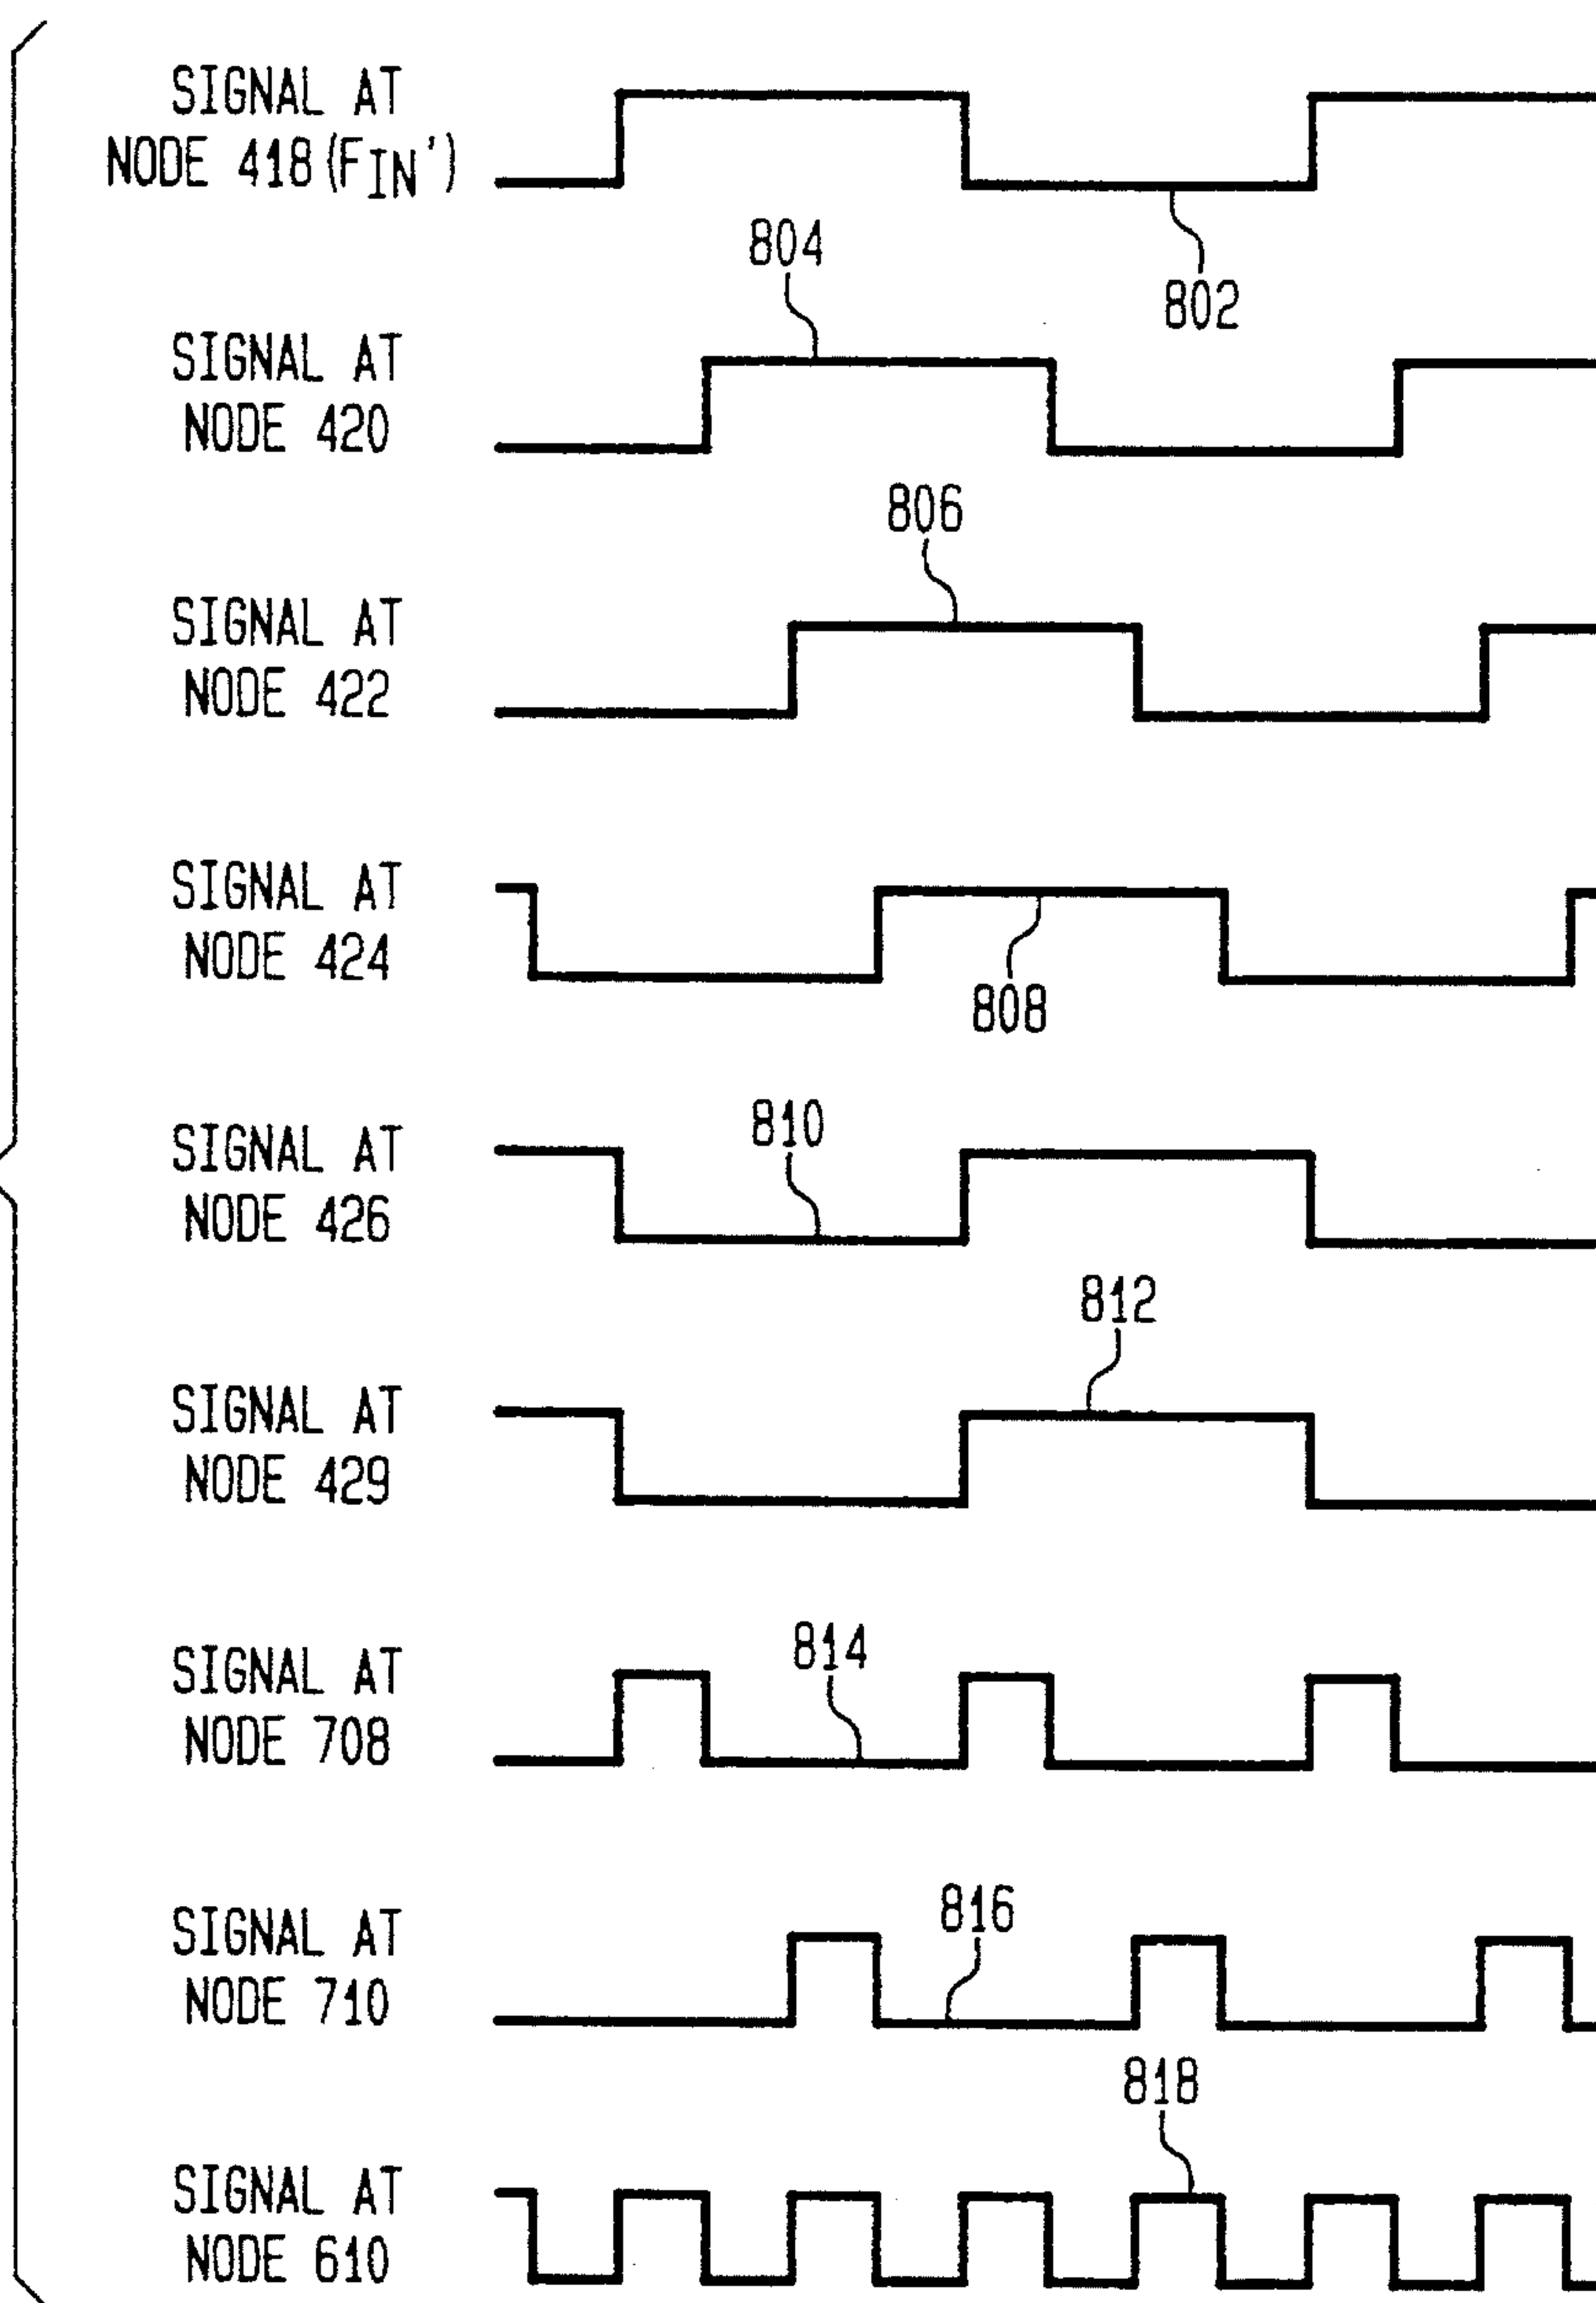 SIGNAL AT
NODE 418 (FIN')
802
804
SIGNAL AT
NODE 420
806
SIGNAL AT
NODE 422
SIGNAL AT
NODE 424
808
810
SIGNAL AT
NODE 426
812
SIGNAL AT
NODE 429
814
SIGNAL AT
NODE 708
816
SIGNAL AT
NODE 710
818
SIGNAL AT
NODE 610